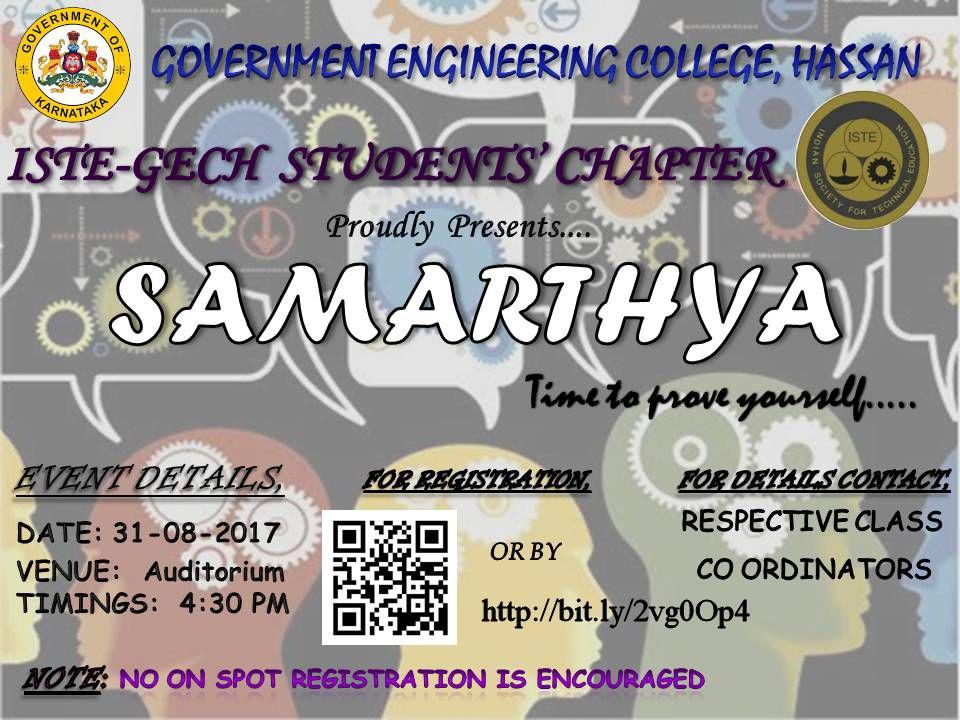 GOVERNMENT OF
KARNATAKA
GOVERNMENT ENGINEERING COLLEGE, HASSAN
ISTE
INDIAN SOCIETY FOR TECHNICAL EDUCATION
ISTE-GECH STUDENTS' CHAPTER
Proudly Presents....
SAMARTHYA
Time to prove yourself.....
EVENT DETAILS,
DATE: 31-08-2017
VENUE: Auditorium
TIMINGS: 4:30 PM
FOR REGISTRATION,
OR BY
http://bit.ly/2vg0Op4
FOR DETAILS CONTACT,
RESPECTIVE CLASS
CO ORDINATORS
NOTE: NO ON SPOT REGISTRATION IS ENCOURAGED